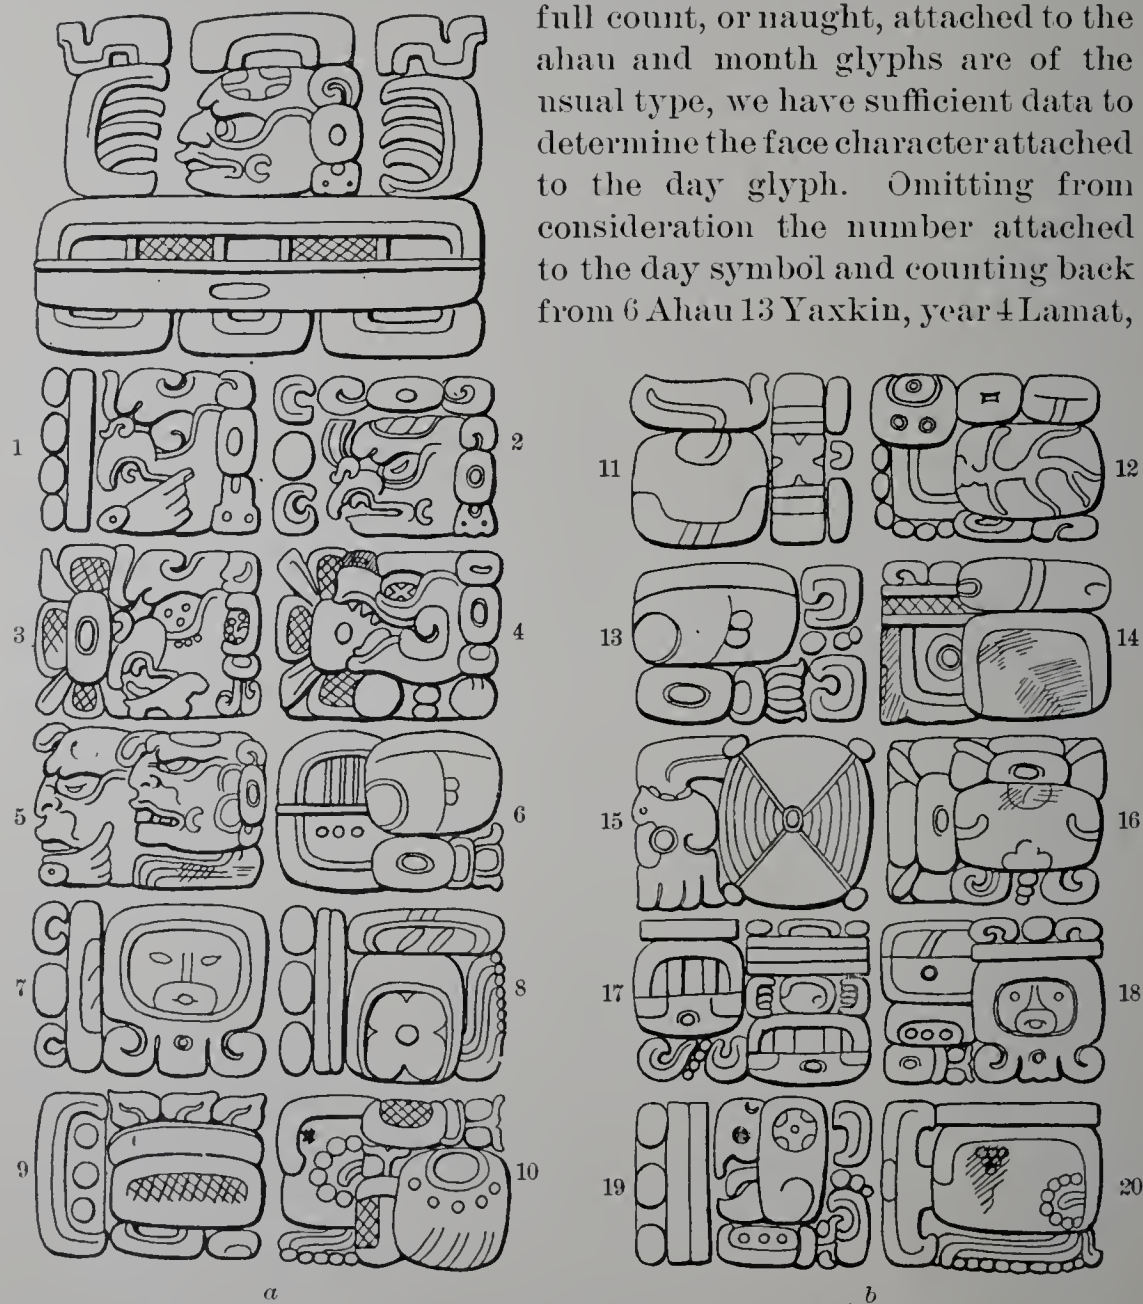 full count, or naught, attached to the
ahau and month glyphs are of the
usual type, we have sufficient data to
determine the face character attached
to the day glyph. Omitting from
consideration the number attached
to the day symbol and counting back
from 6 Ahau 13 Yaxkin, year 4 Lamat,
1
2
3
4
5
6
7
8
9
10
a
11
12
13
14
15
16
17
18
19
20
b